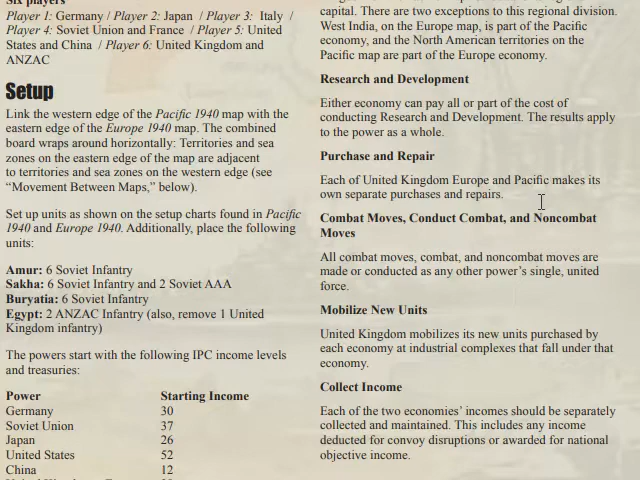 Six players
Player 1: Germany / Player 2: Japan / Player 3: Italy /
Player 4: Soviet Union and France / Player 5: United
States and China / Player 6: United Kingdom and
ANZAC
Setup
Link the western edge of the Pacific 1940 map with the
eastern edge of the Europe 1940 map. The combined
board wraps around horizontally: Territories and sea
zones on the eastern edge of the map are adjacent
to territories and sea zones on the western edge (see
“Movement Between Maps,” below).
Set up units as shown on the setup charts found in Pacific
1940 and Europe 1940. Additionally, place the following
units:
Amur: 6 Soviet Infantry
Sakha: 6 Soviet Infantry and 2 Soviet AAA
Buryatia: 6 Soviet Infantry
Egypt: 2 ANZAC Infantry (also, remove 1 United
Kingdom infantry)
The powers start with the following IPC income levels
and treasuries:
Power Starting Income
Germany 30
Soviet Union 37
Japan 26
United States 52
China 12
capital. There are two exceptions to this regional division.
West India, on the Europe map, is part of the Pacific
economy, and the North American territories on the
Pacific map are part of the Europe economy.
Research and Development
Either economy can pay all or part of the cost of
conducting Research and Development. The results apply
to the power as a whole.
Purchase and Repair
Each of United Kingdom Europe and Pacific makes its
own separate purchases and repairs.
Combat Moves, Conduct Combat, and Noncombat
Moves
All combat moves, combat, and noncombat moves are
made or conducted as any other power’s single, united
force.
Mobilize New Units
United Kingdom mobilizes its new units purchased by
each economy at industrial complexes that fall under that
economy.
Collect Income
Each of the two economies’ incomes should be separately
collected and maintained. This includes any income
deducted for convoy disruptions or awarded for national
objective income.